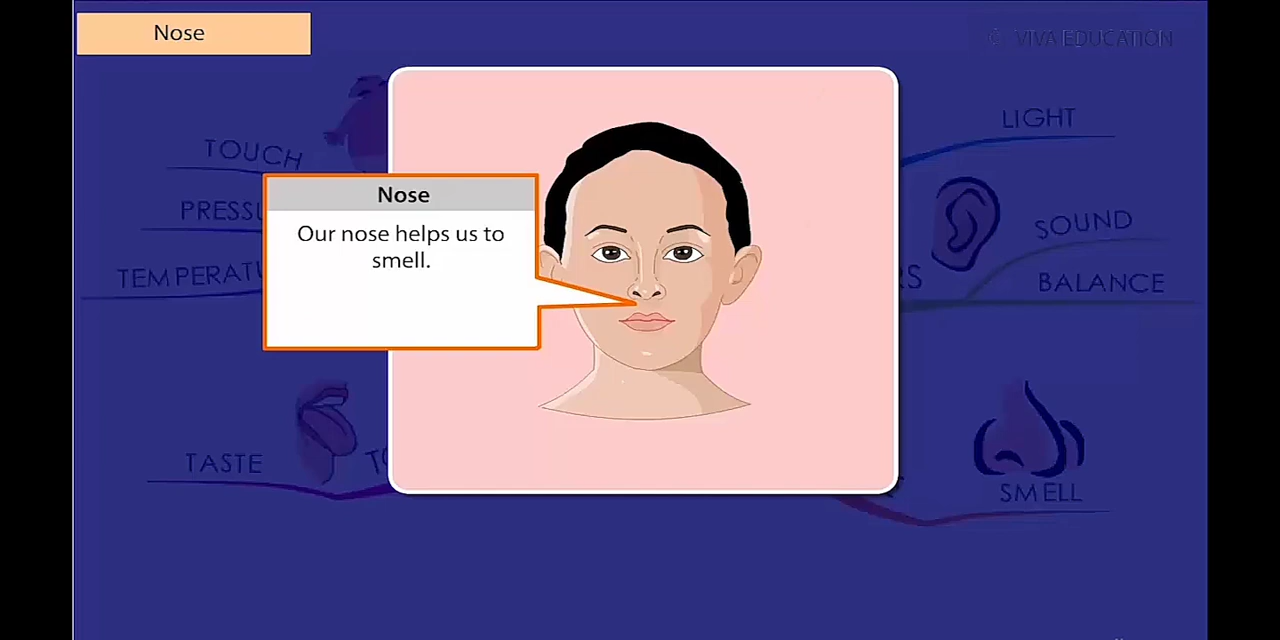 Nose
© VIVA EDUCATION
TOUCH
LIGHT
Nose
Our nose helps us to
smell.
SOUND
BALANCE
TASTE
SMELL